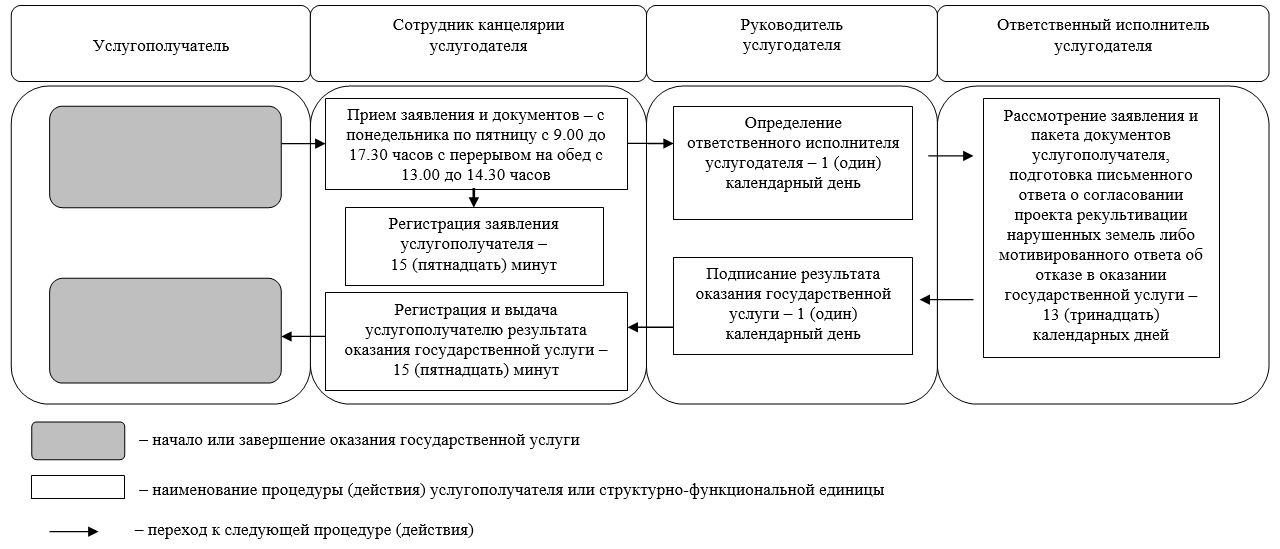 Услугополучатель
Сотрудник канцелярии
услугодателя
Руководитель
услугодателя
Ответственный исполнитель
услугодателя
Прием заявления и документов – с
понедельника по пятницу с 9.00 до
17.30 часов с перерывом на обед с
13.00 до 14.30 часов
Регистрация заявления
услугополучателя –
15 (пятнадцать) минут
Регистрация и выдача
услугополучателю результата
оказания государственной услуги –
15 (пятнадцать) минут
Определение
ответственного исполнителя
услугодателя – 1 (один)
календарный день
Подписание результата
оказания государственной
услуги – 1 (один)
календарный день
Рассмотрение заявления и
пакета документов
услугополучателя,
подготовка письменного
ответа о согласовании
проекта рекультивации
нарушенных земель либо
мотивированного ответа об
отказе в оказании
государственной услуги –
13 (тринадцать)
календарных дней
– начало или завершение оказания государственной услуги
– наименование процедуры (действия) услугополучателя или структурно-функциональной единицы
– переход к следующей процедуре (действия)